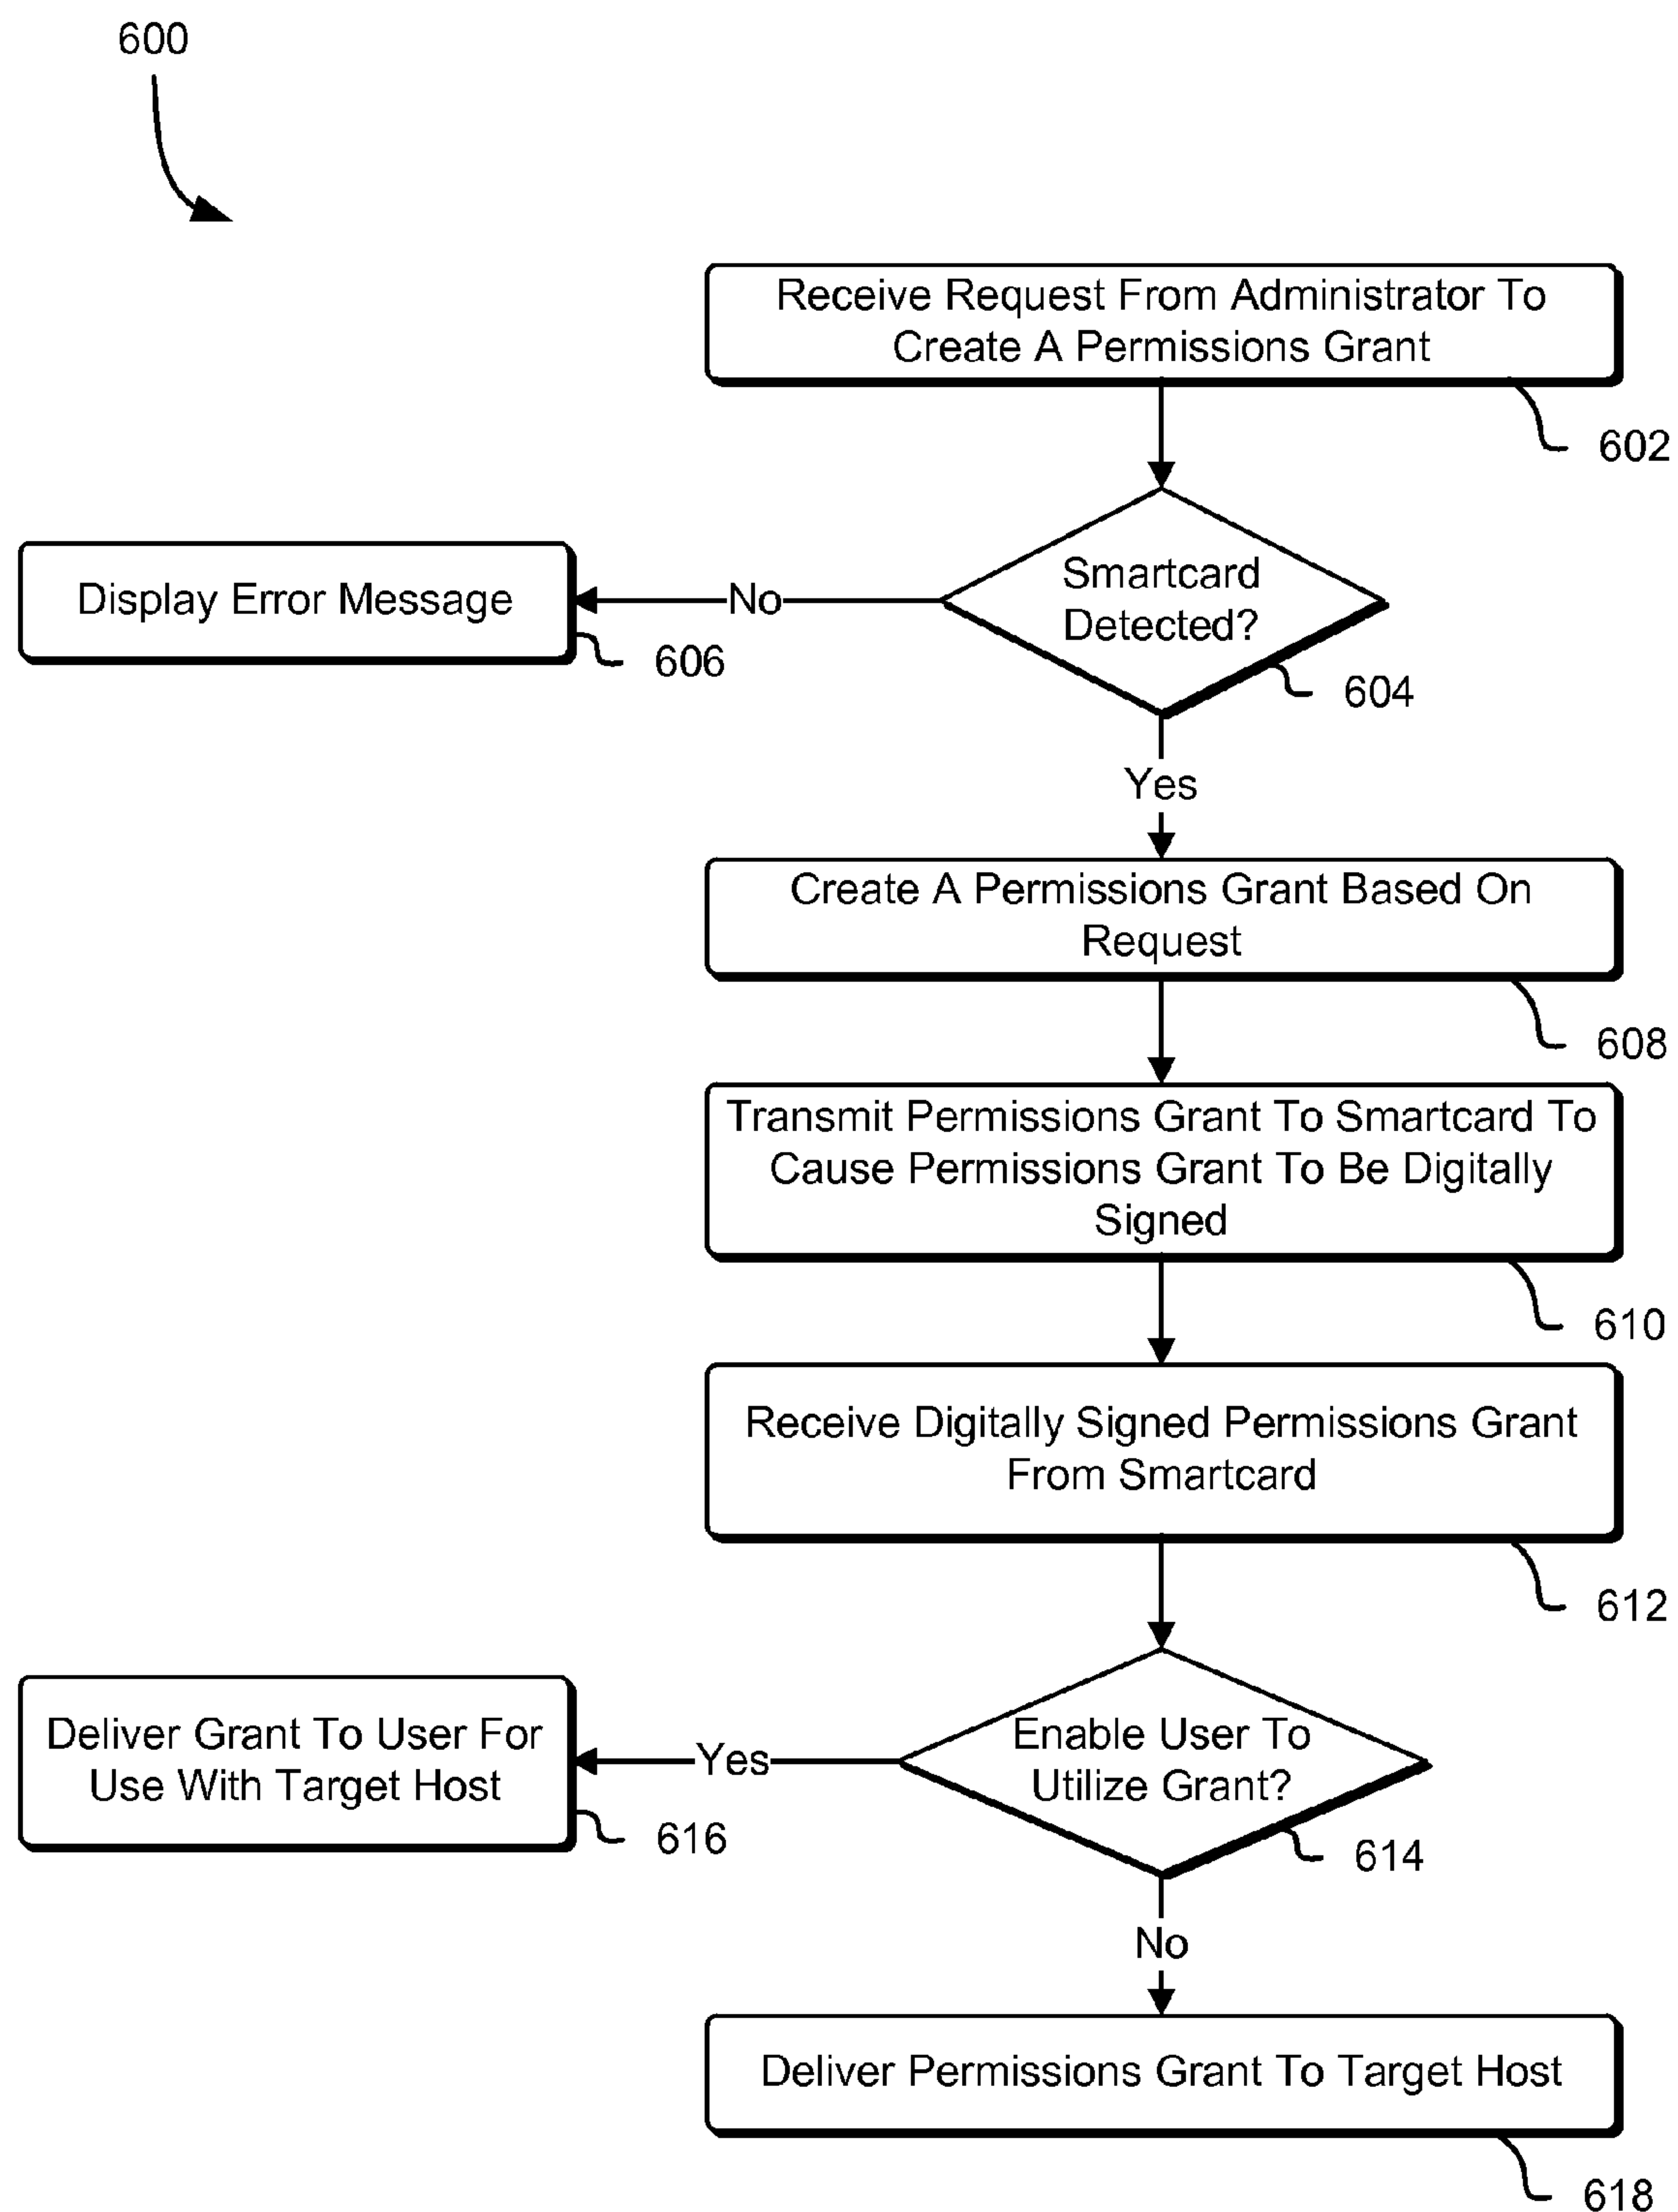 600
Receive Request From Administrator To
Create A Permissions Grant
602
Smartcard
Detected?
604
No
Display Error Message
606
Yes
Create A Permissions Grant Based On
Request
608
Transmit Permissions Grant To Smartcard To
Cause Permissions Grant To Be Digitally
Signed
610
Receive Digitally Signed Permissions Grant
From Smartcard
612
Enable User To
Utilize Grant?
614
Yes
Deliver Grant To User For
Use With Target Host
616
No
Deliver Permissions Grant To Target Host
618